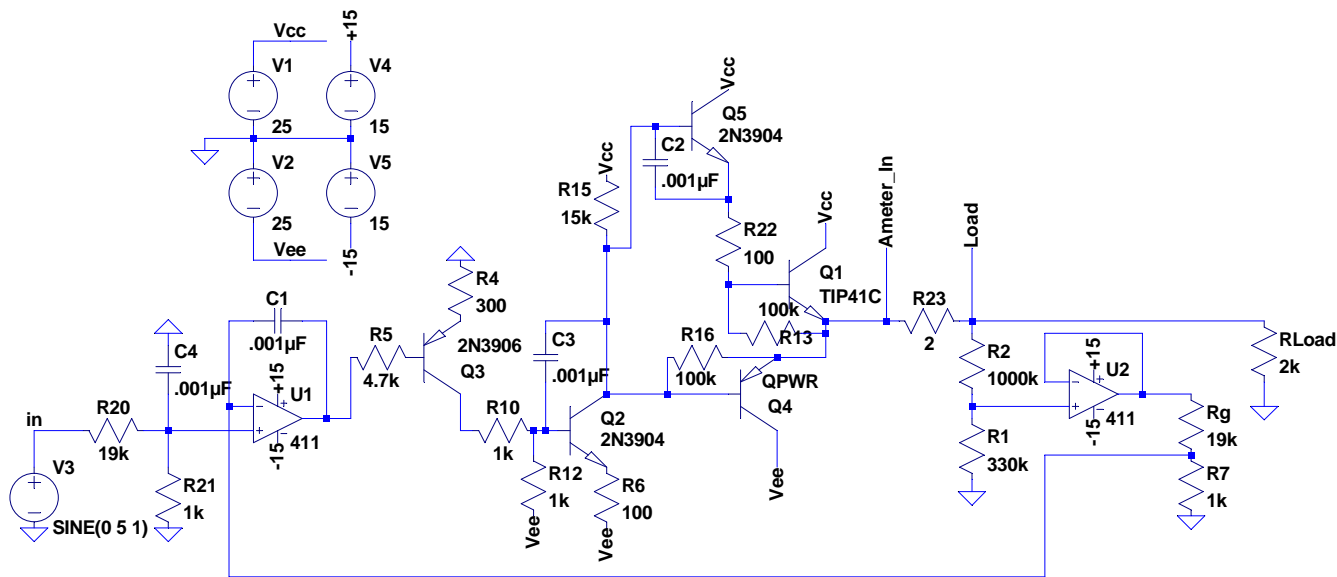 Vcc
+15
V1
25
V4
15
V2
25
V5
15
Vee
-15
C1
.001µF
C4
.001µF
in
R20
19k
V3
SINE(0 5 1)
R21
1k
+15
U1
-15
411
R5
4.7k
R4
300
2N3906
Q3
R10
1k
R12
1k
Vee
C3
.001µF
Q2
2N3904
R6
100
Vee
Vcc
R15
15k
C2
.001µF
Vcc
Q5
2N3904
R22
100
Vcc
Q1
TIP41C
100k
R13
R16
100k
QPWR
Q4
Vee
Ameter_In
R23
2
Load
R2
1000k
R1
330k
+15
U2
-15
411
Rg
19k
R7
1k
RLoad
2k